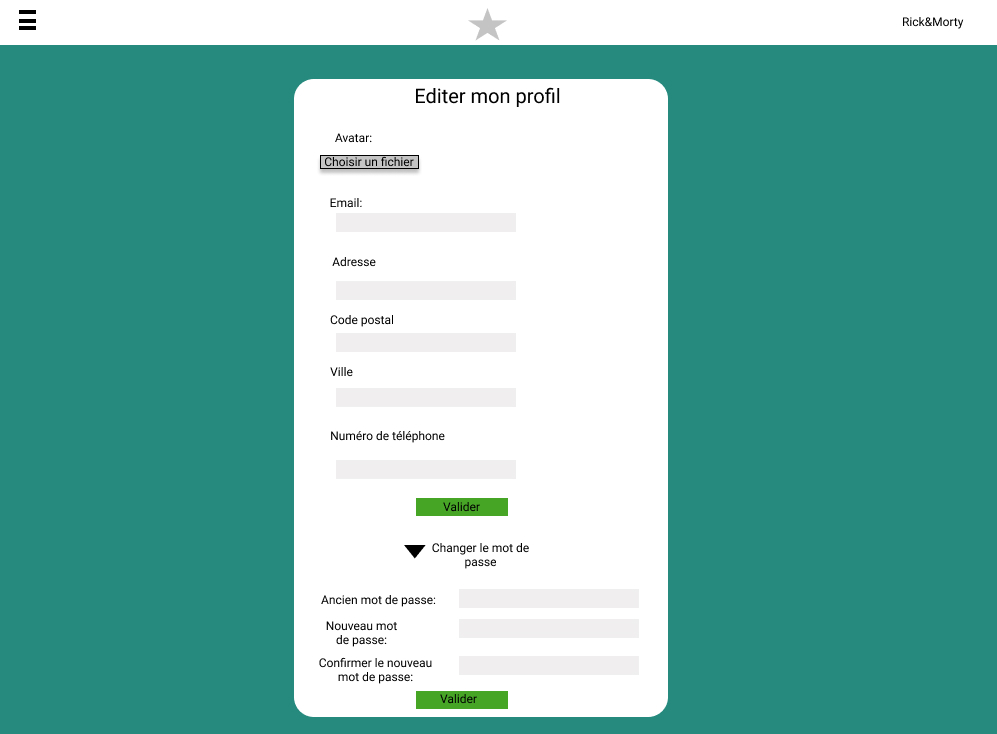 Rick&Morty
Editer mon profil
Avatar:
Choisir un fichier
Email:
Adresse
Code postal
Ville
Numéro de téléphone
Valider
Changer le mot de
passe
Ancien mot de passe:
Nouveau mot
de passe:
Confirmer le nouveau
mot de passe:
Valider